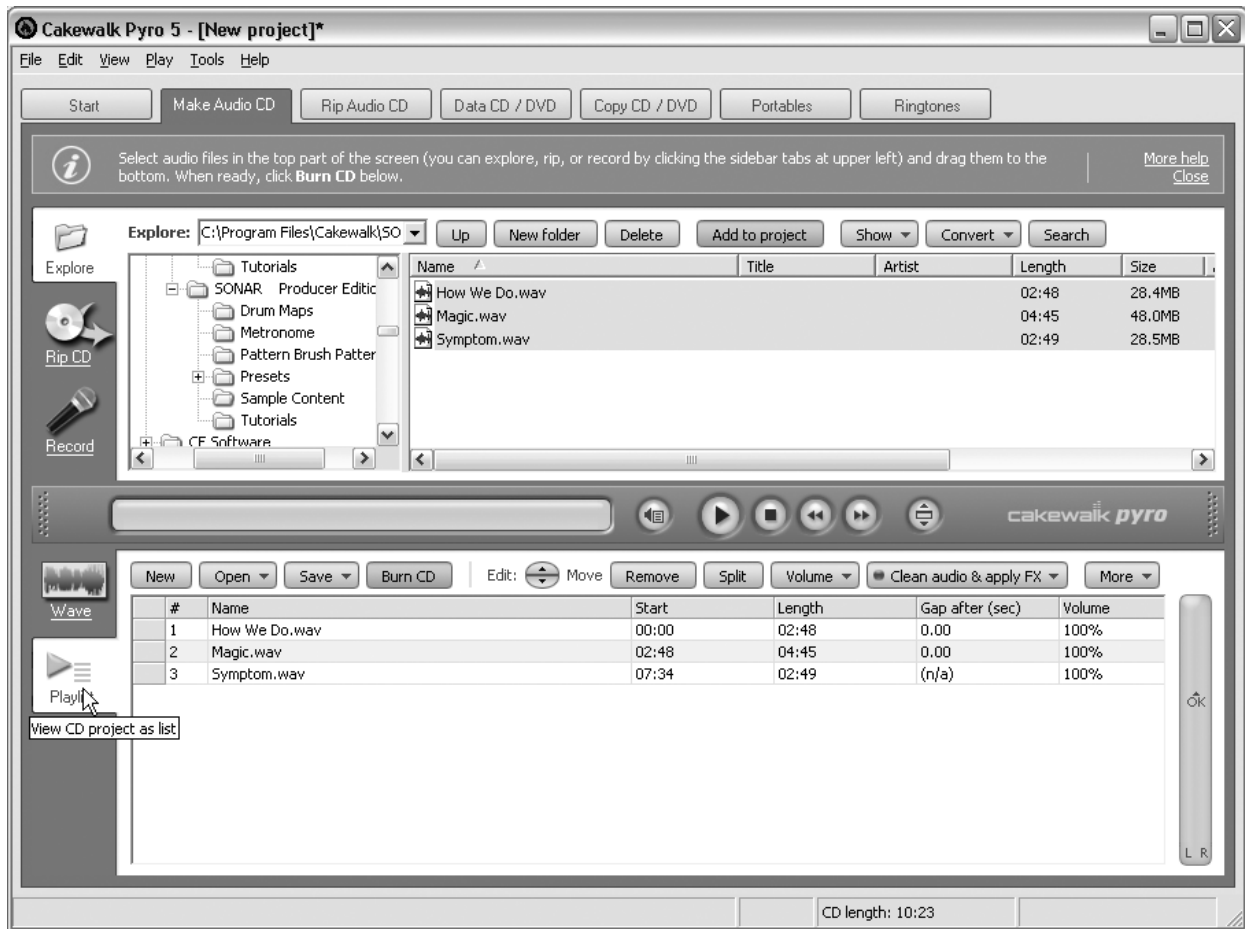 Cakewalk Pyro 5 - [New project]*
File Edit View Play Tools Help
Start Make Audio CD Rip Audio CD Data CD / DVD Copy CD / DVD Portables Ringtones
Select audio files in the top part of the screen (you can explore, rip, or record by clicking the sidebar tabs at upper left) and drag them to the
bottom. When ready, click Burn CD below.
More help
Close
Explore
Rip CD
Record
Explore: C:\Program Files\Cakewalk\SO Up New folder Delete Add to project Show Convert Search
Tutorials
SONAR Producer Editic
Drum Maps
Metronome
Pattern Brush Patter
Presets
Sample Content
Tutorials
CE Software
Name Title Artist Length Size
How We Do.wav 02:48 28.4MB
Magic.wav 04:45 48.0MB
Symptom.wav 02:49 28.5MB
cakewalk pyro
Wave
Playlist
View CD project as list
New Open Save Burn CD Edit: Move Remove Split Volume Clean audio & apply FX More
# Name Start Length Gap after (sec) Volume
1 How We Do.wav 00:00 02:48 0.00 100%
2 Magic.wav 02:48 04:45 0.00 100%
3 Symptom.wav 07:34 02:49 (n/a) 100%
OK
L R
CD length: 10:23